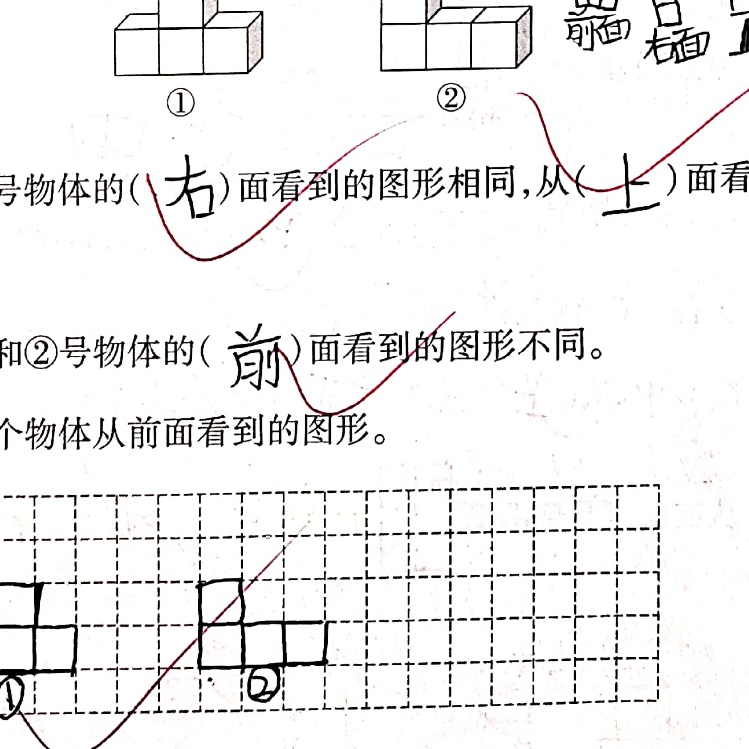 前面
右面
① ②
号物体的(右)面看到的图形相同,从(上)面看
和②号物体的(前)面看到的图形不同。
个物体从前面看到的图形。
① ②